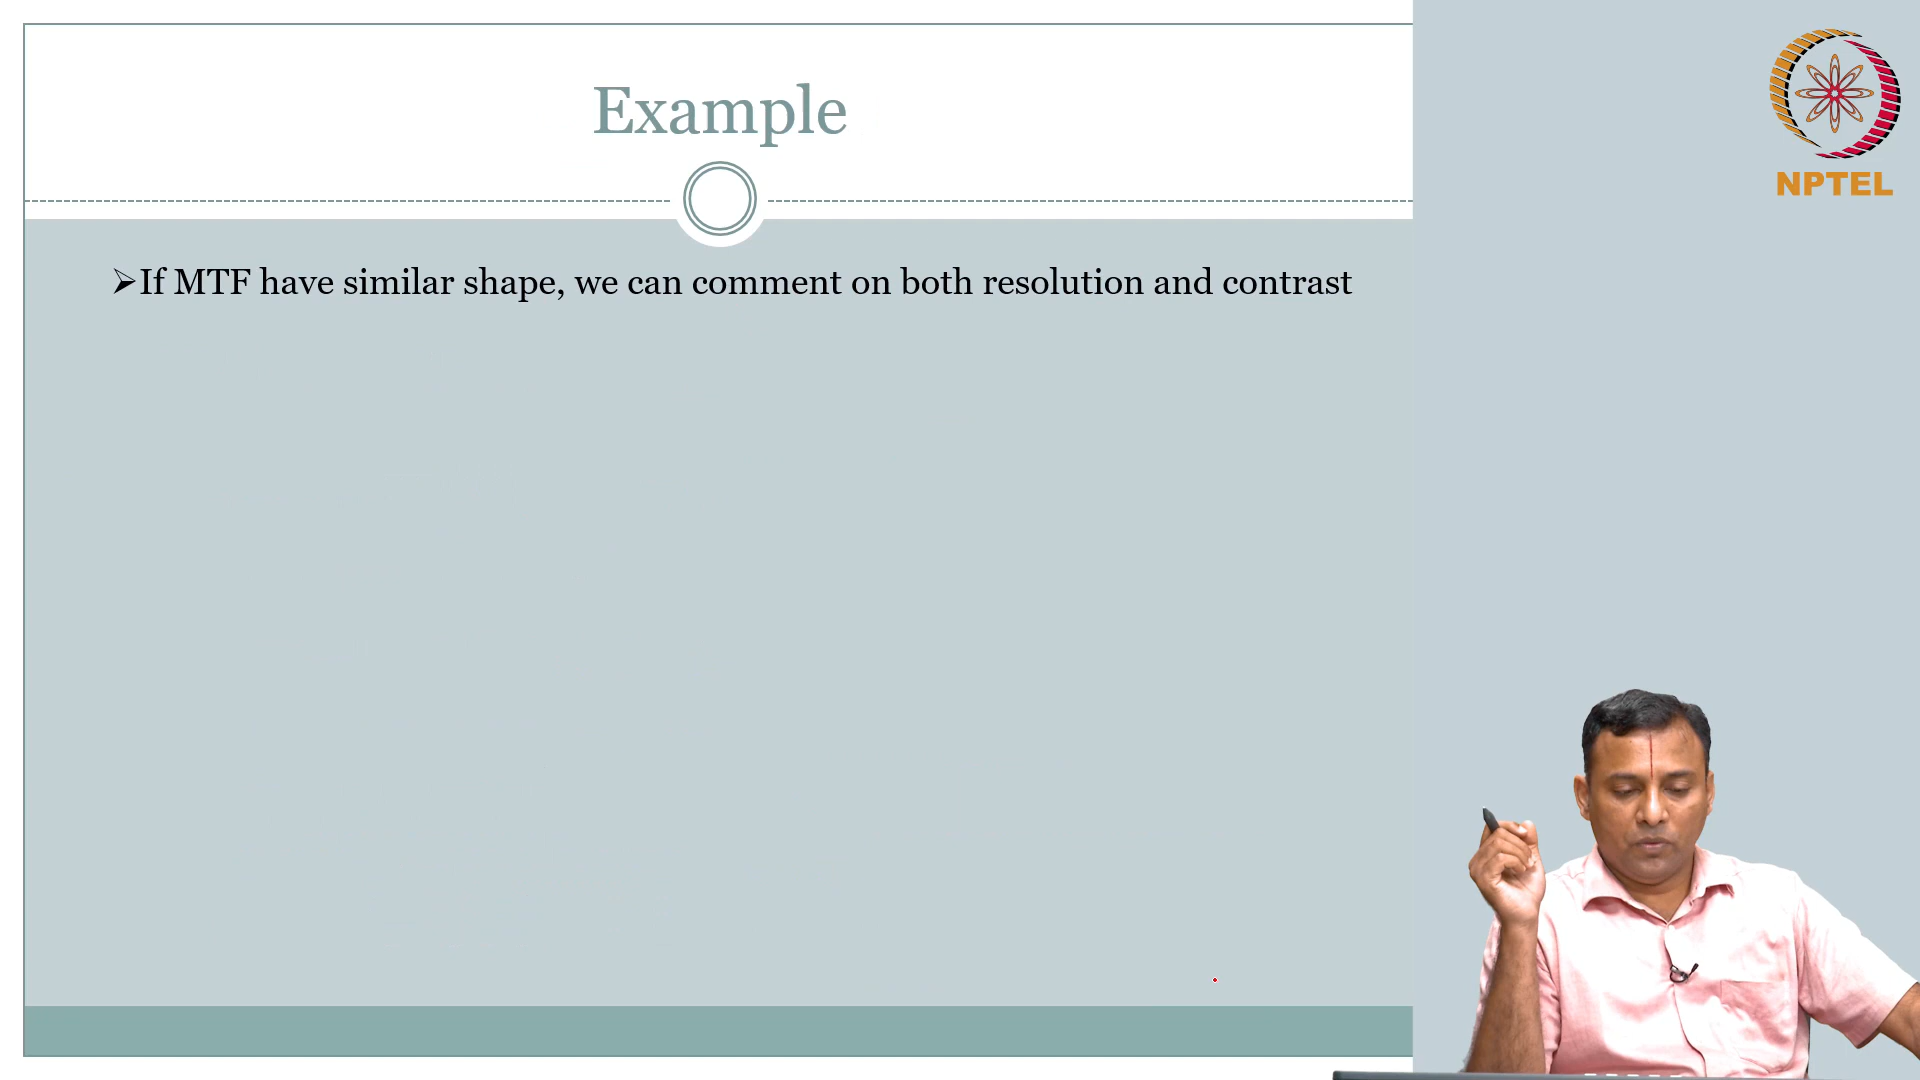 Example
➢If MTF have similar shape, we can comment on both resolution and contrast
NPTEL